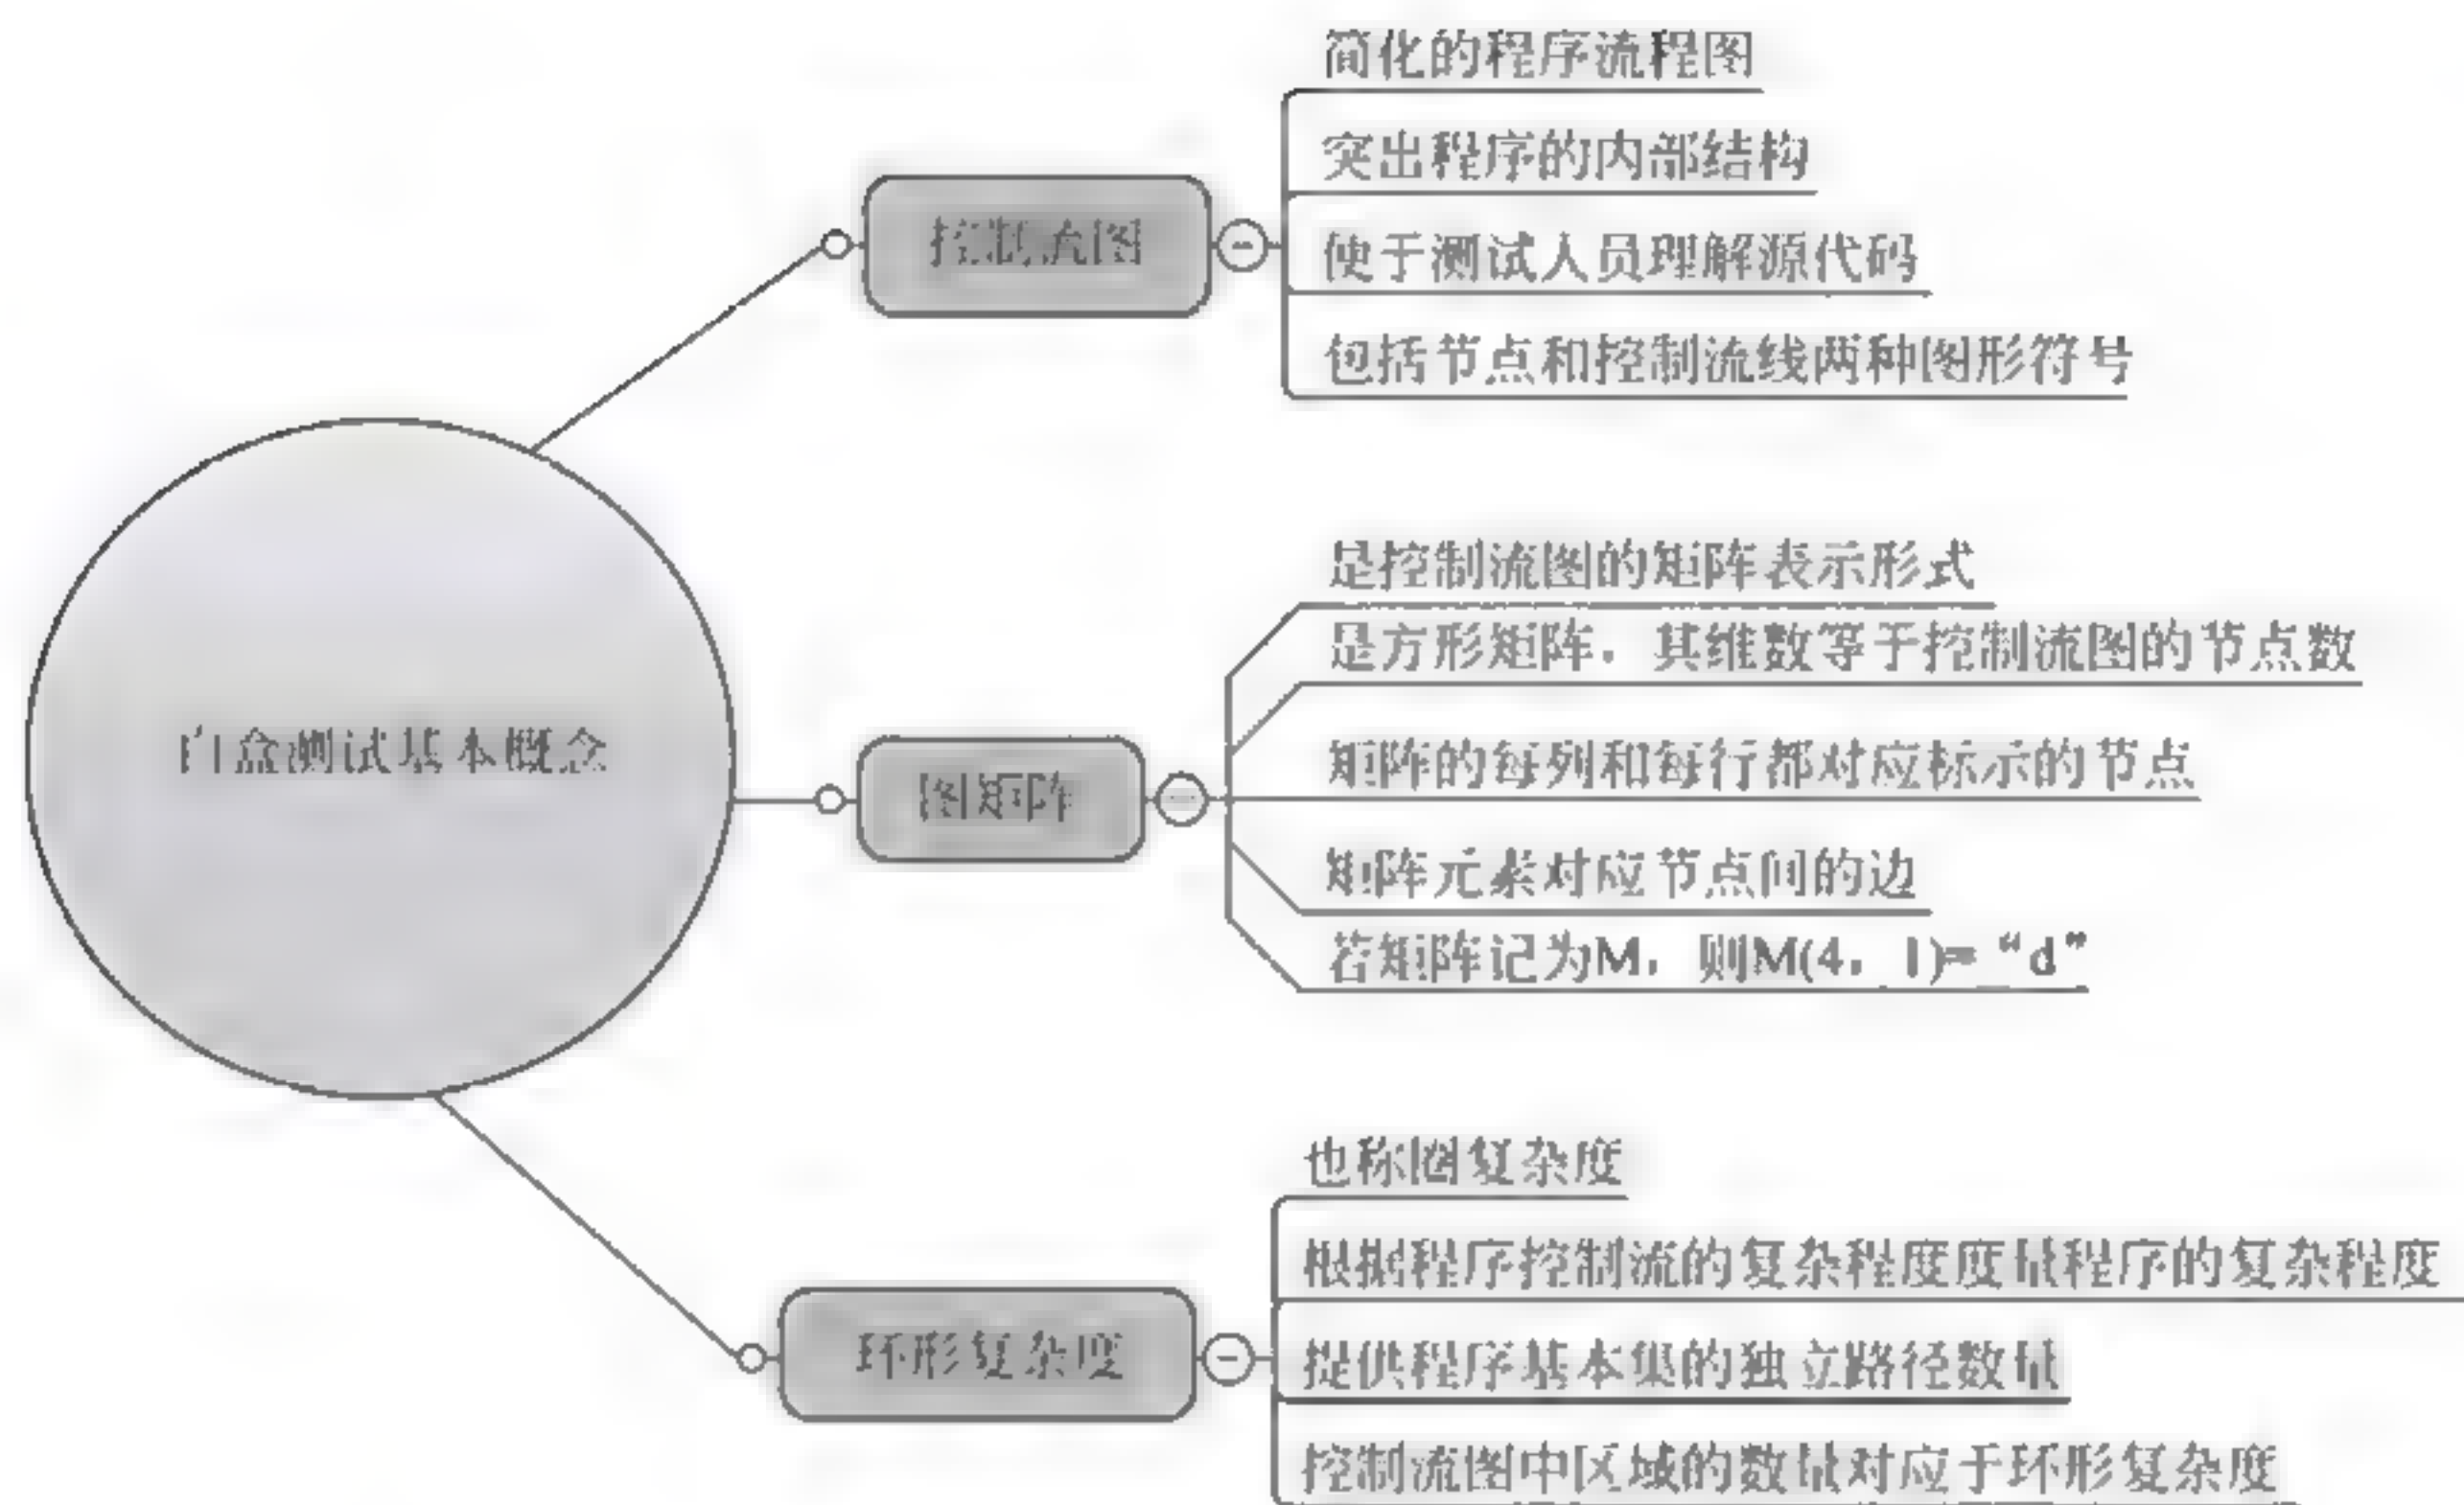 简化的程序流程图
突出程序的内部结构
控制流图
便于测试人员理解源代码
包括节点和控制流线两种图形符号
是控制流图的矩阵表示形式
是方形矩阵，其维数等于控制流图的节点数
白盒测试基本概念
图矩阵
矩阵的每列和每行都对应标示的节点
矩阵元素对应节点间的边
若矩阵记为M，则M(4，1)=“d”
也称圈复杂度
根据程序控制流的复杂程度度量程序的复杂程度
环形复杂度
提供程序基本集的独立路径数量
控制流图中区域的数量对应于环形复杂度